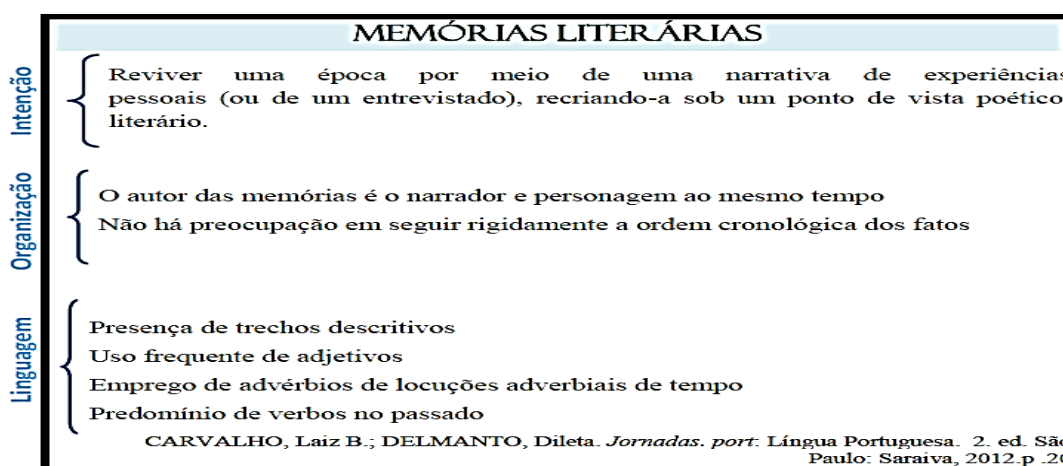 MEMÓRIAS LITERÁRIAS
Intenção
Reviver uma época por meio de uma narrativa de experiências
pessoais (ou de um entrevistado), recriando-a sob um ponto de vista poético
literário.
Organização
O autor das memórias é o narrador e personagem ao mesmo tempo
Não há preocupação em seguir rigidamente a ordem cronológica dos fatos
Linguagem
Presença de trechos descritivos
Uso frequente de adjetivos
Emprego de advérbios de locuções adverbiais de tempo
Predomínio de verbos no passado
CARVALHO, Laiz B.; DELMANTO, Dileta. Jornadas. port: Língua Portuguesa. 2. ed. São
Paulo: Saraiva, 2012.p .20